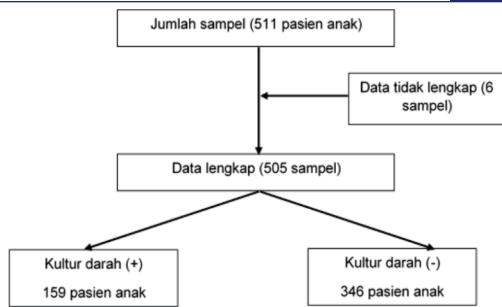 Jumlah sampel (511 pasien anak)
Data tidak lengkap (6
sampel)
Data lengkap (505 sampel)
Kultur darah (+)
159 pasien anak
Kultur darah (-)
346 pasien anak